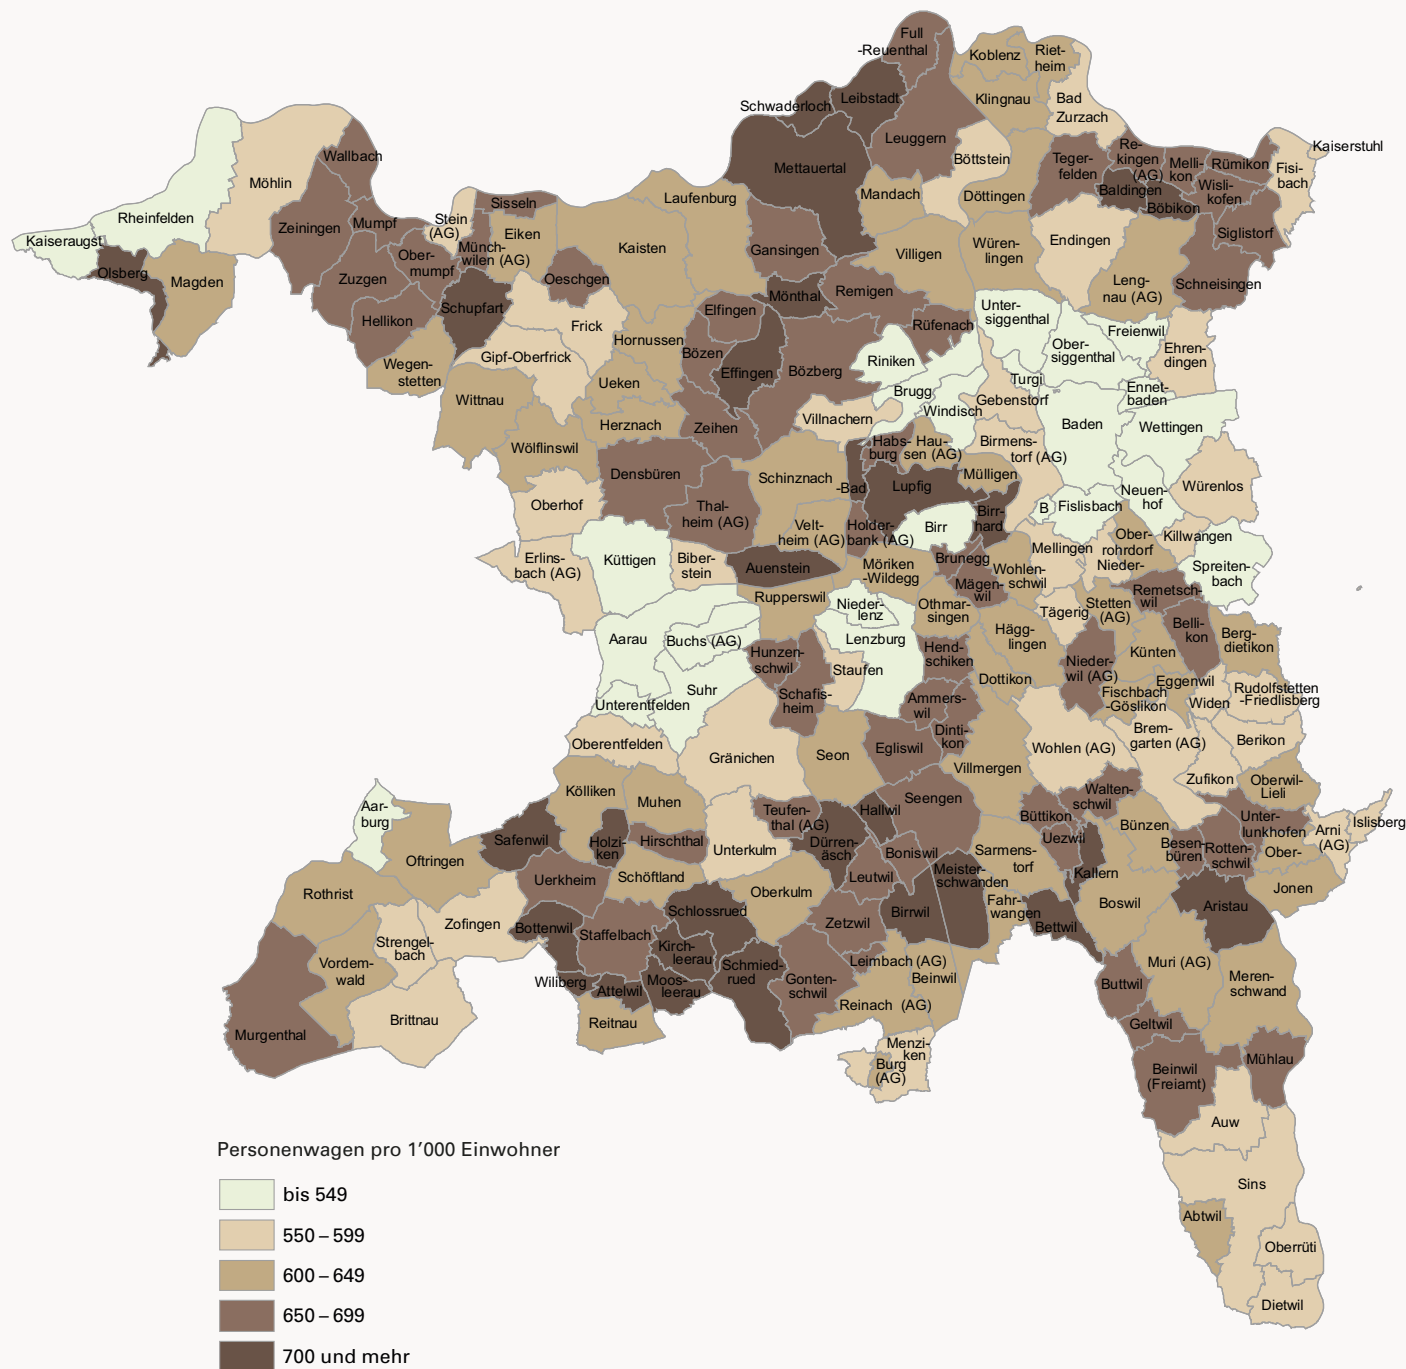 Full
-Reuenthal
Koblenz
Riet-
heim
Schwaderloch
Leibstadt
Klingnau
Bad
Zurzach
Leuggern
Böttstein
Kaiserstuhl
Wallbach
Möhlin
Mettauertal
Teger-
felden
Re-
kingen
(AG)
Melli-
kon
Rümikon
Fisi-
bach
Baldingen
Böbikon
Wisli-
kofen
Mandach
Döttingen
Laufenburg
Sisseln
Rheinfelden
Stein
(AG)
Zeiningen
Mumpf
Eiken
Münch-
wilen (AG)
Kaisten
Gansingen
Villigen
Würen-
lingen
Endingen
Siglistorf
Kaiseraugst
Olsberg
Magden
Ober-
mumpf
Zuzgen
Schupfart
Oeschgen
Mönthal
Remigen
Leng-
nau (AG)
Schneisingen
Hellikon
Frick
Elfingen
Rüfenach
Unter-
siggenthal
Freienwil
Ober-
siggenthal
Ehren-
dingen
Wegen-
stetten
Gipf-Oberfrick
Hornussen
Bözen
Effingen
Bözberg
Riniken
Turgi
Ennet-
baden
Wittnau
Ueken
Brugg
Windisch
Gebenstorf
Baden
Wettingen
Herznach
Zeihen
Villnachern
Wölflinswil
Habs-
burg
Hau-
sen (AG)
Birmens-
torf (AG)
Densbüren
Schinznach
-Bad
Lupfig
Mülligen
Neuen-
hof
Würenlos
Oberhof
Thal-
heim (AG)
Velt-
heim (AG)
Holder-
bank (AG)
Birr
Birr-
hard
B
Fislisbach
Erlins-
bach (AG)
Küttigen
Biber-
stein
Auenstein
Möriken
-Wildegg
Brunegg
Mägen-
wil
Wohlen-
schwil
Mellingen
Ober-
rohrdorf
Nieder-
Killwangen
Spreiten-
bach
Rupperswil
Nieder-
lenz
Othmar-
singen
Tägerig
Stetten
(AG)
Remetsch-
wil
Belli-
kon
Berg-
dietikon
Aarau
Buchs (AG)
Lenzburg
Hägg-
lingen
Künten
Hunzen-
schwil
Staufen
Hend-
schiken
Dottikon
Nieder-
wil (AG)
Eggenwil
Suhr
Schafis-
heim
Unterentfelden
Ammers-
wil
Fischbach
-Göslikon
Widen
Rudolfstetten
-Friedlisberg
Oberentfelden
Gränichen
Seon
Egliswil
Dinti-
kon
Wohlen (AG)
Brem-
garten (AG)
Berikon
Villmergen
Zufikon
Oberwil-
Lieli
Kölliken
Muhen
Aar-
burg
Teufen-
thal (AG)
Hallwil
Seengen
Walten-
schwil
Büttikon
Unter-
lunkhofen
Islisberg
Arni
(AG)
Oftringen
Safenwil
Holzi-
ken
Hirschthal
Unterkulm
Dürren-
äsch
Boniswil
Uezwil
Bünzen
Besen-
büren
Rotten-
schwil
Ober-
Sarmens-
torf
Rothrist
Uerkheim
Schöftland
Oberkulm
Leutwil
Meister-
schwanden
Kallern
Jonen
Fahr-
wangen
Boswil
Aristau
Zofingen
Bottenwil
Schlossrued
Birrwil
Bettwil
Strengel-
bach
Staffelbach
Kirch-
leerau
Zetzwil
Vordem-
wald
Wiliberg
Attelwil
Moos-
leerau
Schmied-
rued
Gonten-
schwil
Leimbach (AG)
Beinwil
(AG)
Muri (AG)
Meren-
schwand
Buttwil
Brittnau
Reitnau
Reinach
Murgenthal
Geltwil
Menzi-
ken
Burg
(AG)
Beinwil
(Freiamt)
Mühlau
Auw
Sins
Abtwil
Oberrüti
Dietwil
Personenwagen pro 1’000 Einwohner
bis 549
550 – 599
600 – 649
650 – 699
700 und mehr